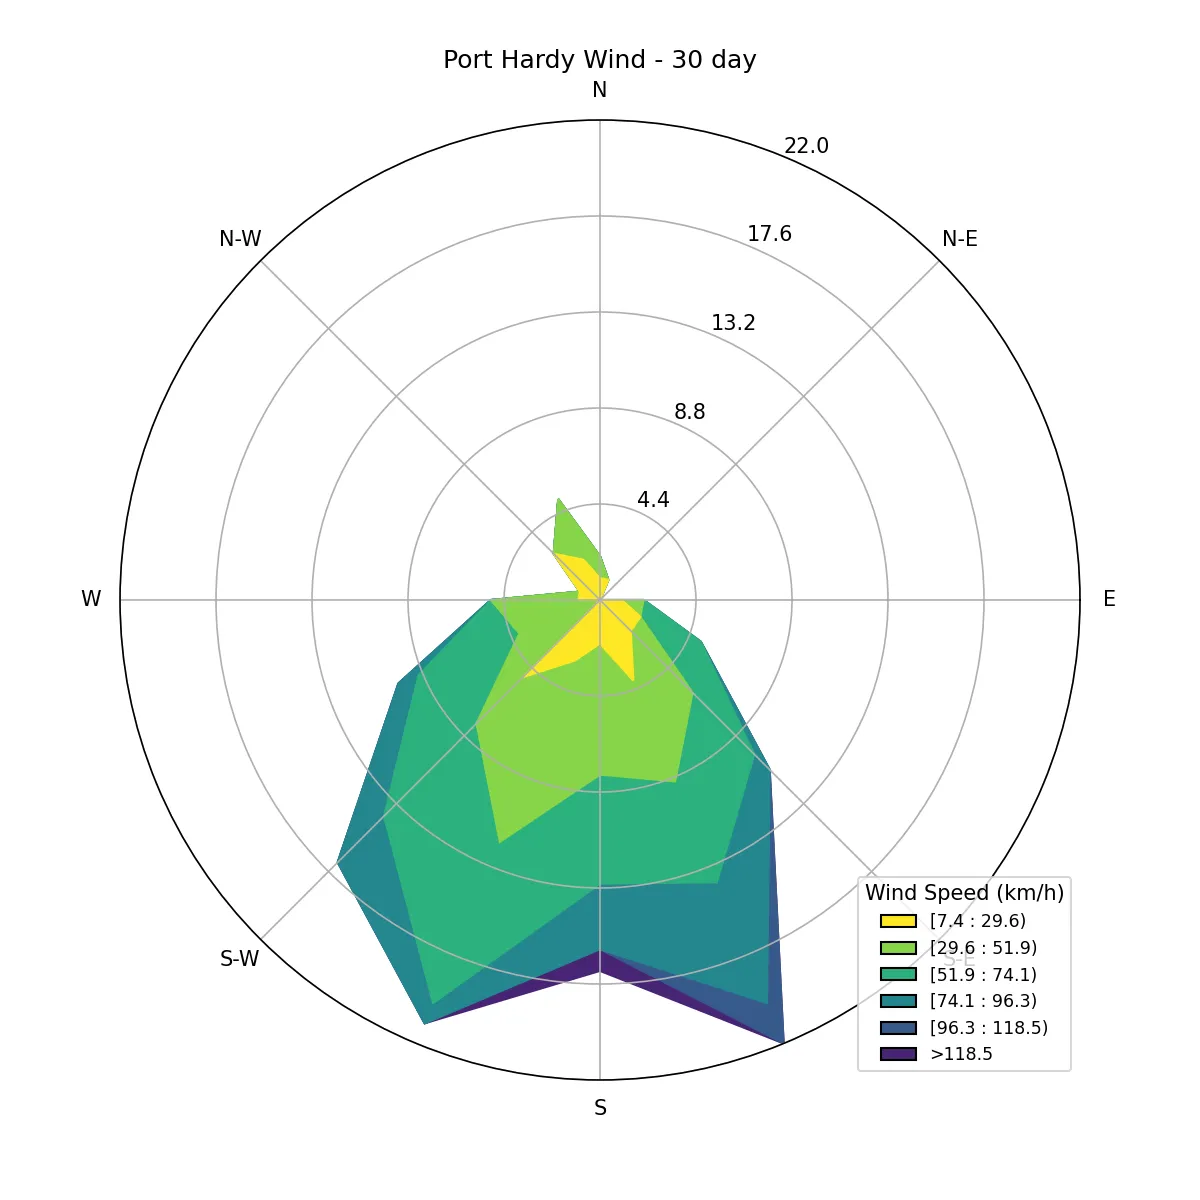 Port Hardy Wind - 30 day
N
22.0
17.6
N-W
N-E
13.2
8.8
4.4
W
E
Wind Speed (km/h)
[7.4 : 29.6)
[29.6 : 51.9)
S-W
S-E
[51.9 : 74.1)
[74.1 : 96.3)
[96.3 : 118.5)
>118.5
S